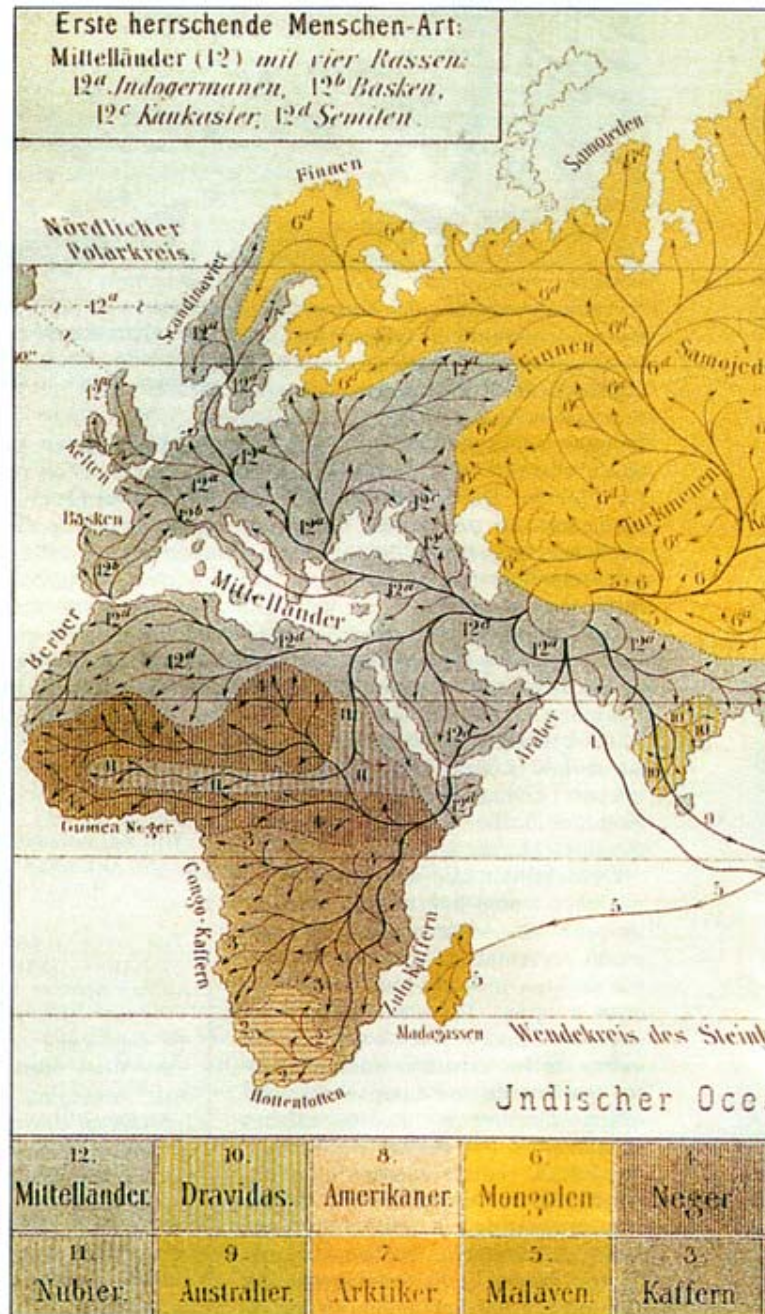 Erste herrschende Menschen-Art:
Mittelländer (12) mit vier Rassen:
12ᵃ Indogermanen, 12ᵇ Basken,
12ᶜ Kaukasier, 12ᵈ Semiten.
Finnen
Samojeden
Nördlicher
Polarkreis.
Scandinavier
Finnen
Samojed
Kelten
Turkmenen
Basken
Mittelländer
Berber
Araber
Guinea Neger.
Congo-Kaffern
Zulu Kaffern
Madagassen
Wendekreis des Stein
Hottentotten
Indischer Oce
12. 10. 8. 6. 4.
Mittelländer. Dravidas. Amerikaner. Mongolen. Neger
11. 9. 7. 5. 3.
Nubier. Australier. Arktiker. Malayen. Kaffern